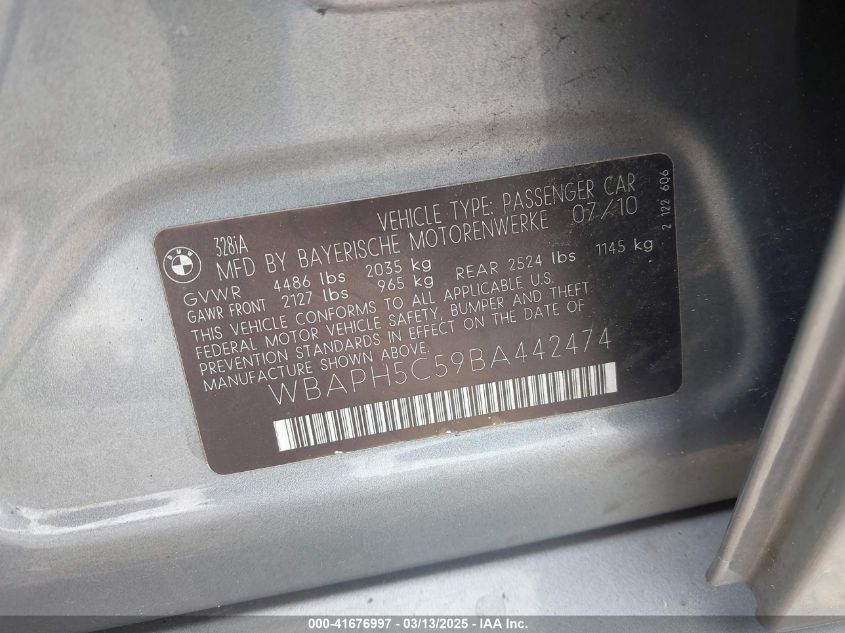 BMW
328iA
VEHICLE TYPE: PASSENGER CAR
MFD BY BAYERISCHE MOTORENWERKE 07/10
GVWR 4486 lbs 2035 kg
GAWR FRONT 2127 lbs 965 kg REAR 2524 lbs 1145 kg
THIS VEHICLE CONFORMS TO ALL APPLICABLE U.S.
FEDERAL MOTOR VEHICLE SAFETY, BUMPER AND THEFT
PREVENTION STANDARDS IN EFFECT ON THE DATE OF
MANUFACTURE SHOWN ABOVE.
WBAPH5C59BA442474
2 122 606
000-41676997 - 03/13/2025 - IAAI.COM